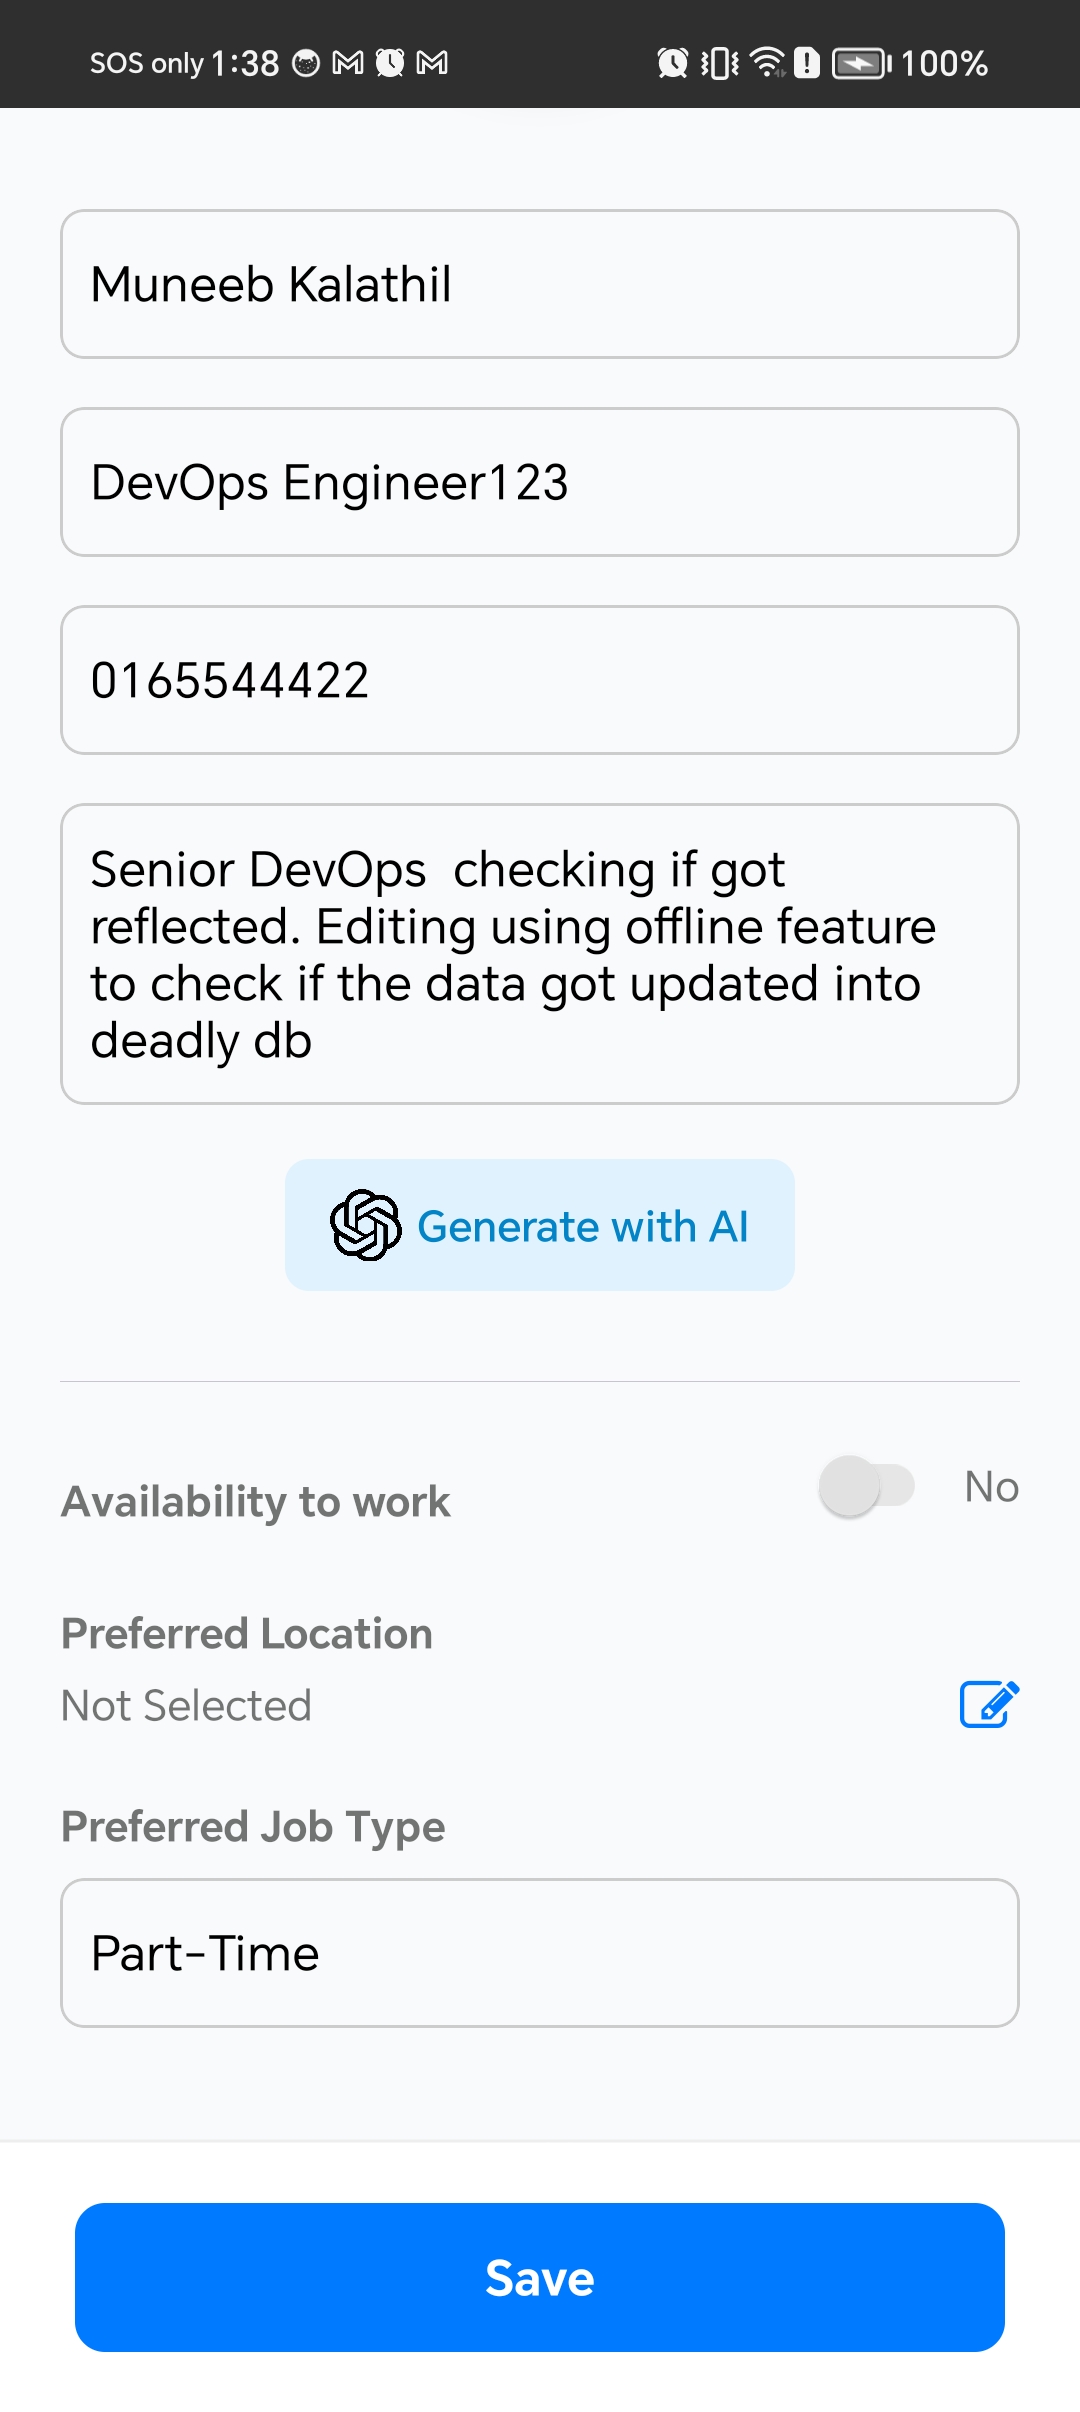 SOS only 1:38 100%
Muneeb Kalathil
DevOps Engineer123
0165544422
Senior DevOps  checking if got
reflected. Editing using offline feature
to check if the data got updated into
deadly db
Generate with AI
Availability to work No
Preferred Location
Not Selected
Preferred Job Type
Part-Time
Save